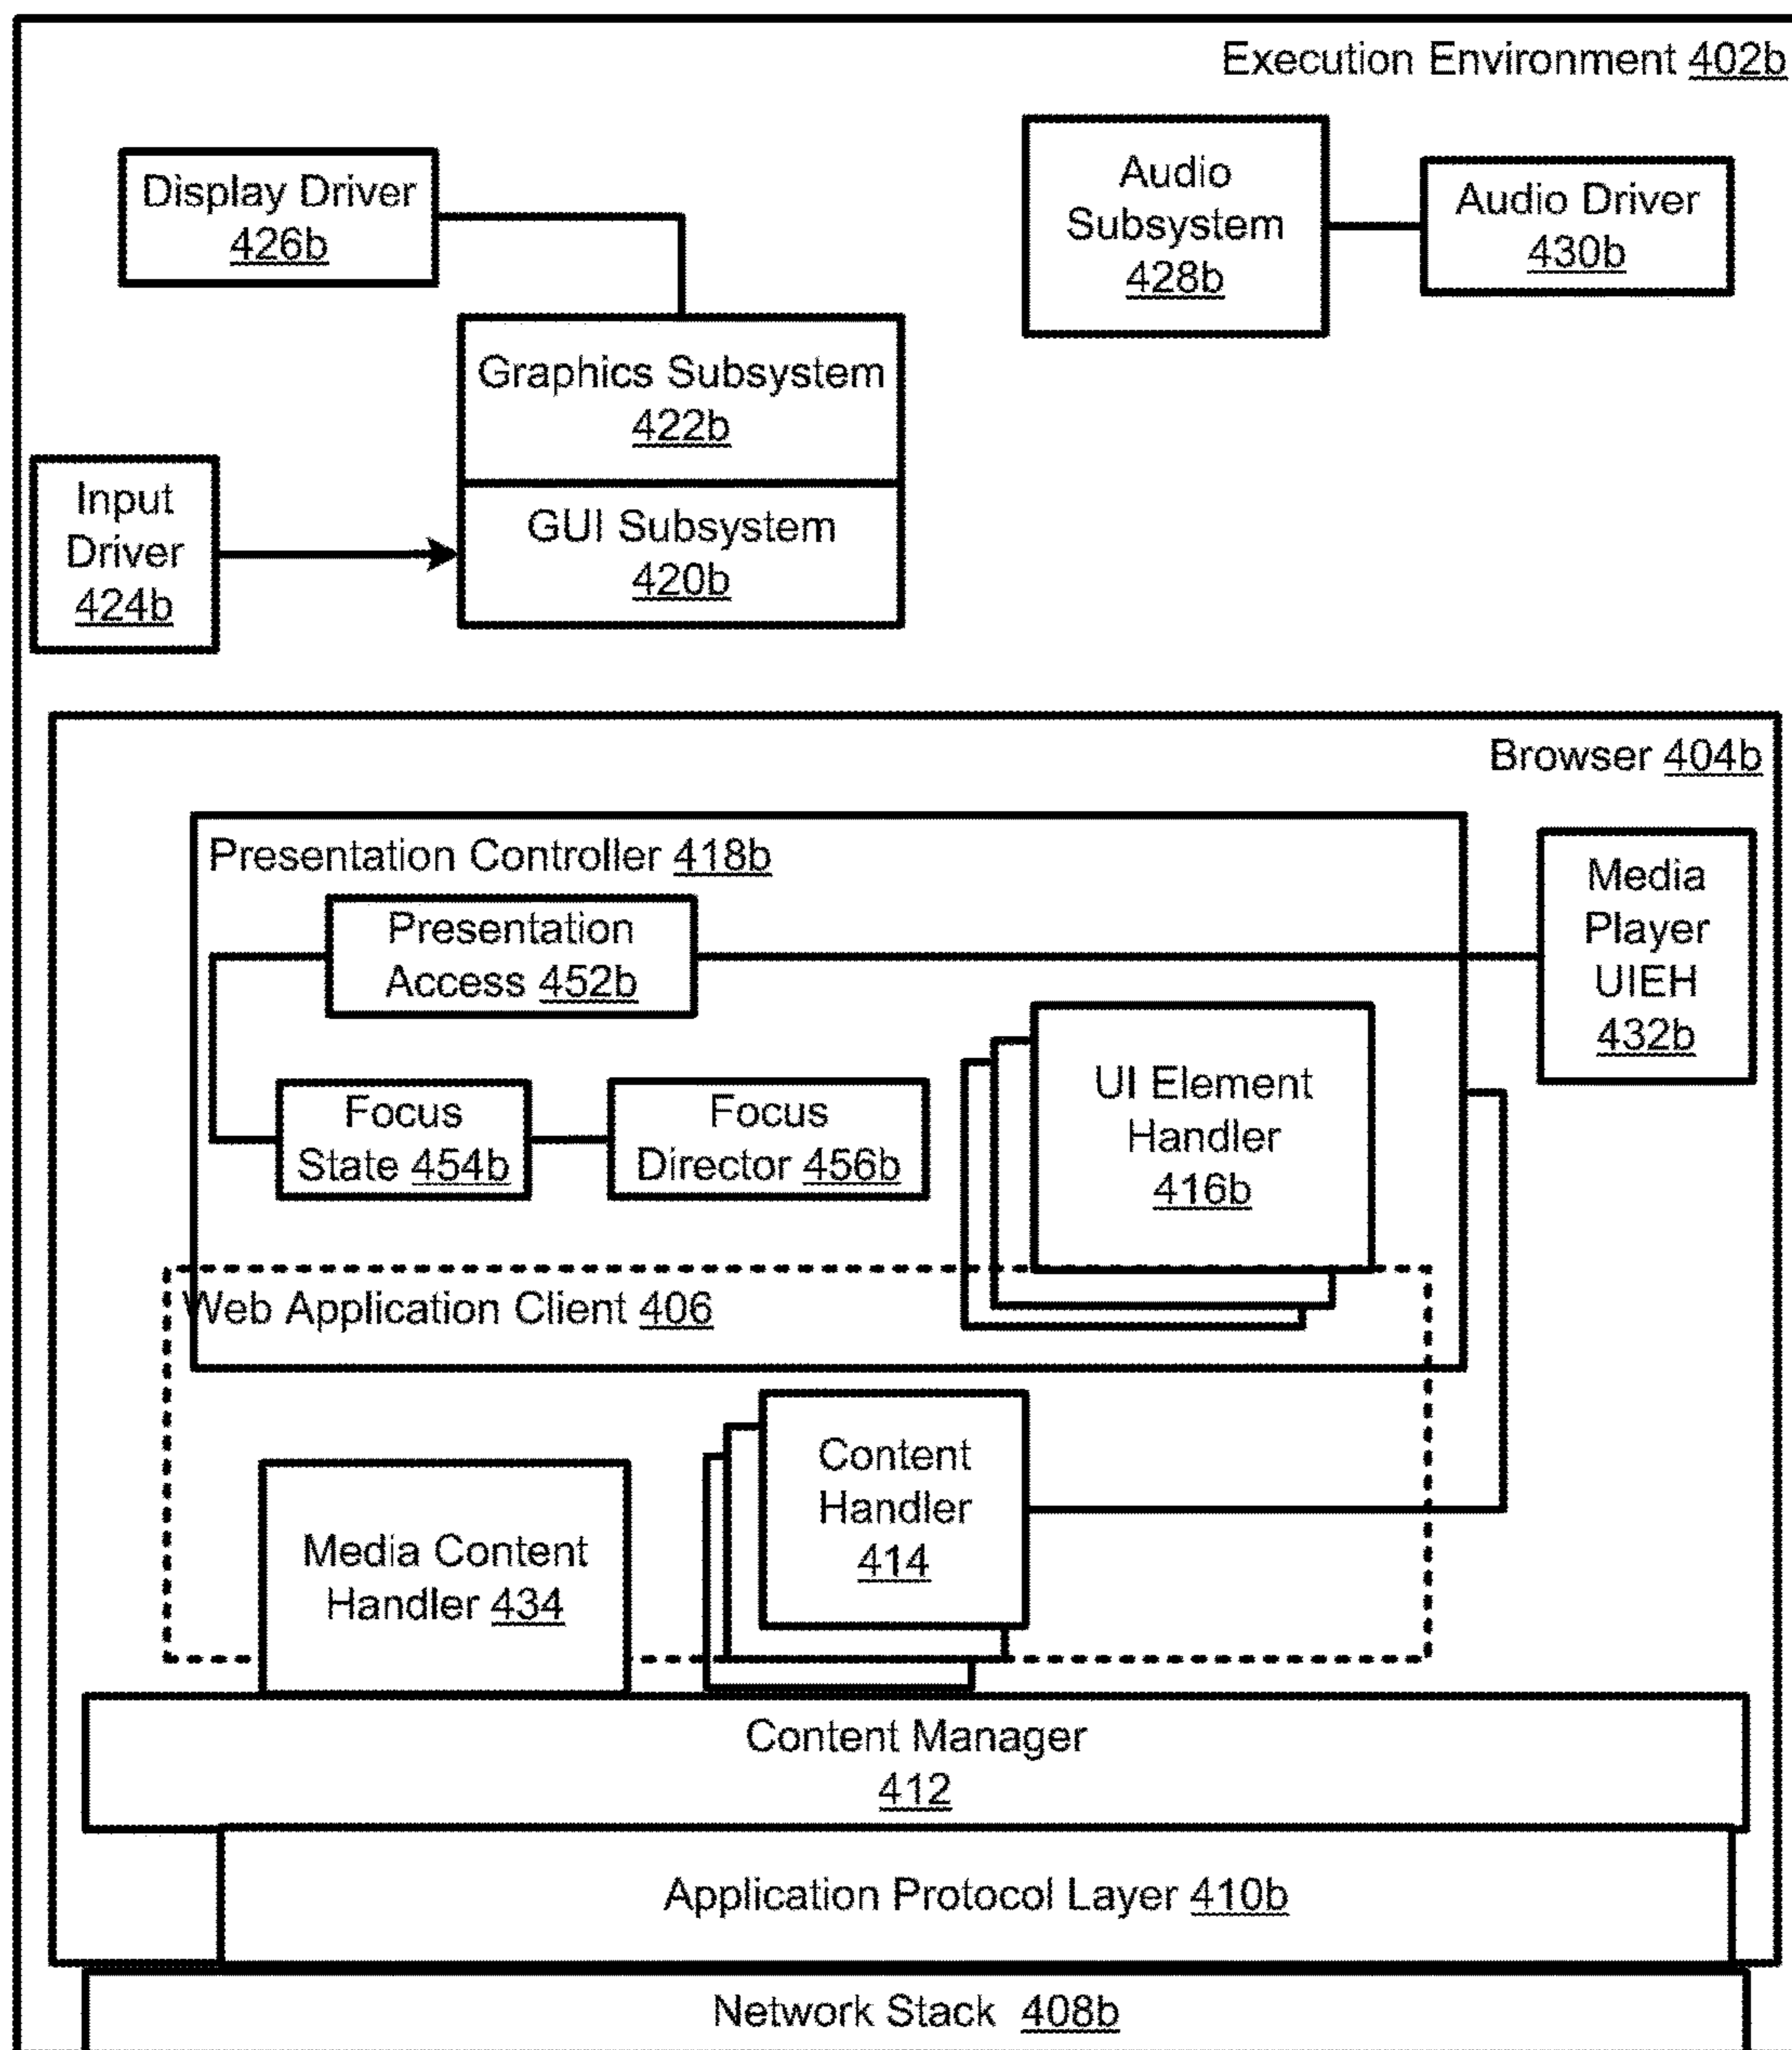 Execution Environment 402b
Display Driver
426b
Audio
Subsystem
428b
Audio Driver
430b
Graphics Subsystem
422b
Input
Driver
424b
GUI Subsystem
420b
Browser 404b
Presentation Controller 418b
Media
Player
UIEH
432b
Presentation
Access 452b
UI Element
Handler
416b
Focus
State 454b
Focus
Director 456b
Web Application Client 406
Content
Handler
414
Media Content
Handler 434
Content Manager
412
Application Protocol Layer 410b
Network Stack 408b